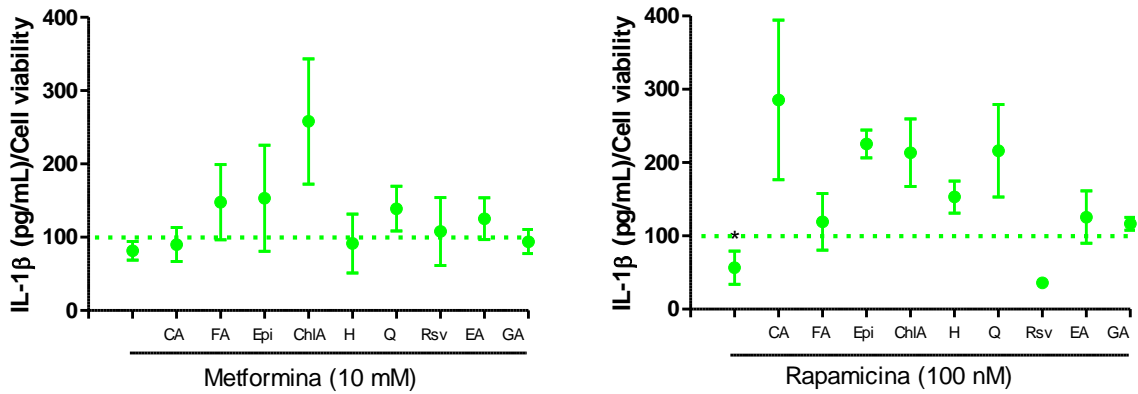 IL-1β (pg/mL)/Cell viability
400
300
200
100
0
CA FA Epi ChlA H Q Rsv EA GA
Metformina (10 mM)
IL-1β (pg/mL)/Cell viability
400
300
200
100
0
*
CA FA Epi ChlA H Q Rsv EA GA
Rapamicina (100 nM)